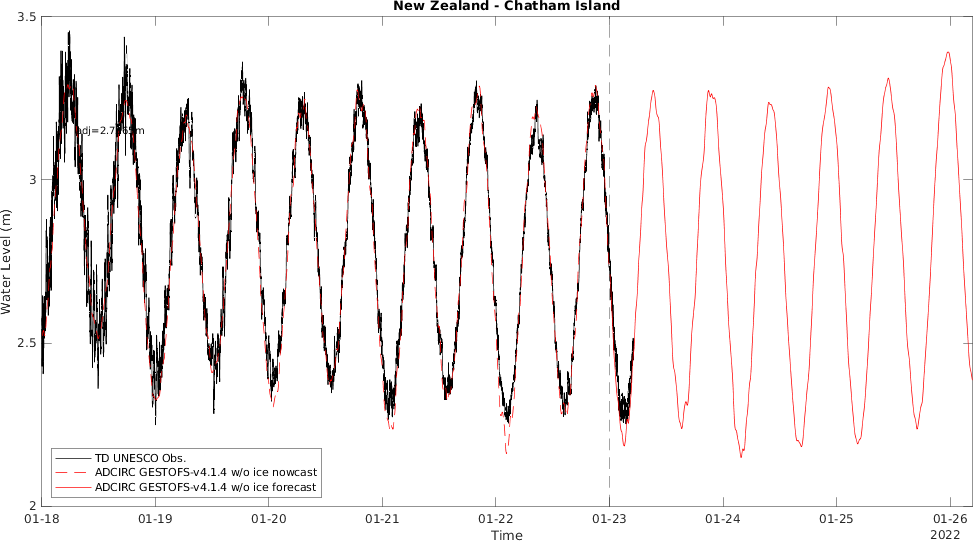 New Zealand - Chatham Island
3.5
3
2.5
2
Water Level (m)
TD UNESCO Obs.
ADCIRC GESTOFS-v4.1.4 w/o ice nowcast
ADCIRC GESTOFS-v4.1.4 w/o ice forecast
01-18
01-19
01-20
01-21
01-22
01-23
01-24
01-25
01-26
Time
2022